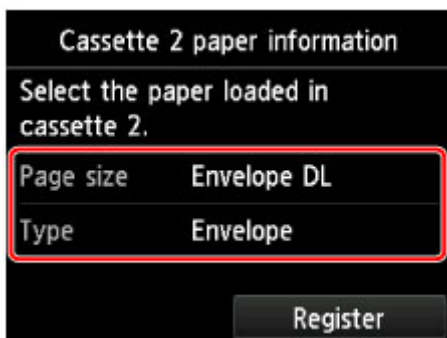 Cassette 2 paper information
Select the paper loaded in
cassette 2.
Page size Envelope DL
Type Envelope
Register